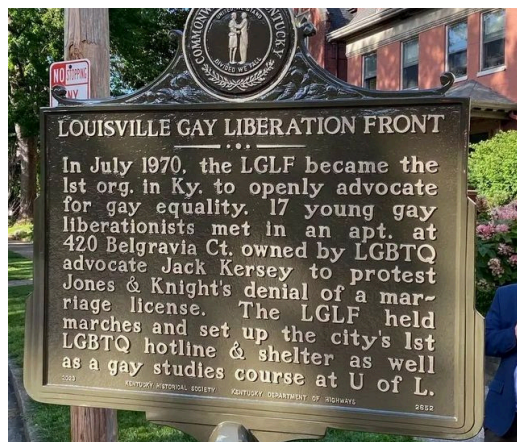 COMMONWEALTH KENTUCKY
UNITED WE STAND
DIVIDED WE FALL
NO STOPPING
ANY
LOUISVILLE GAY LIBERATION FRONT
In July 1970, the LGLF became the
1st org. in Ky. to openly advocate
for gay equality. 17 young gay
liberationists met in an apt. at
420 Belgravia Ct. owned by LGBTQ
advocate Jack Kersey to protest
Jones & Knight's denial of a mar-
riage license. The LGLF held
marches and set up the city's 1st
LGBTQ hotline & shelter as well
as a gay studies course at U of L.
2023 KENTUCKY HISTORICAL SOCIETY KENTUCKY DEPARTMENT OF HIGHWAYS 2652